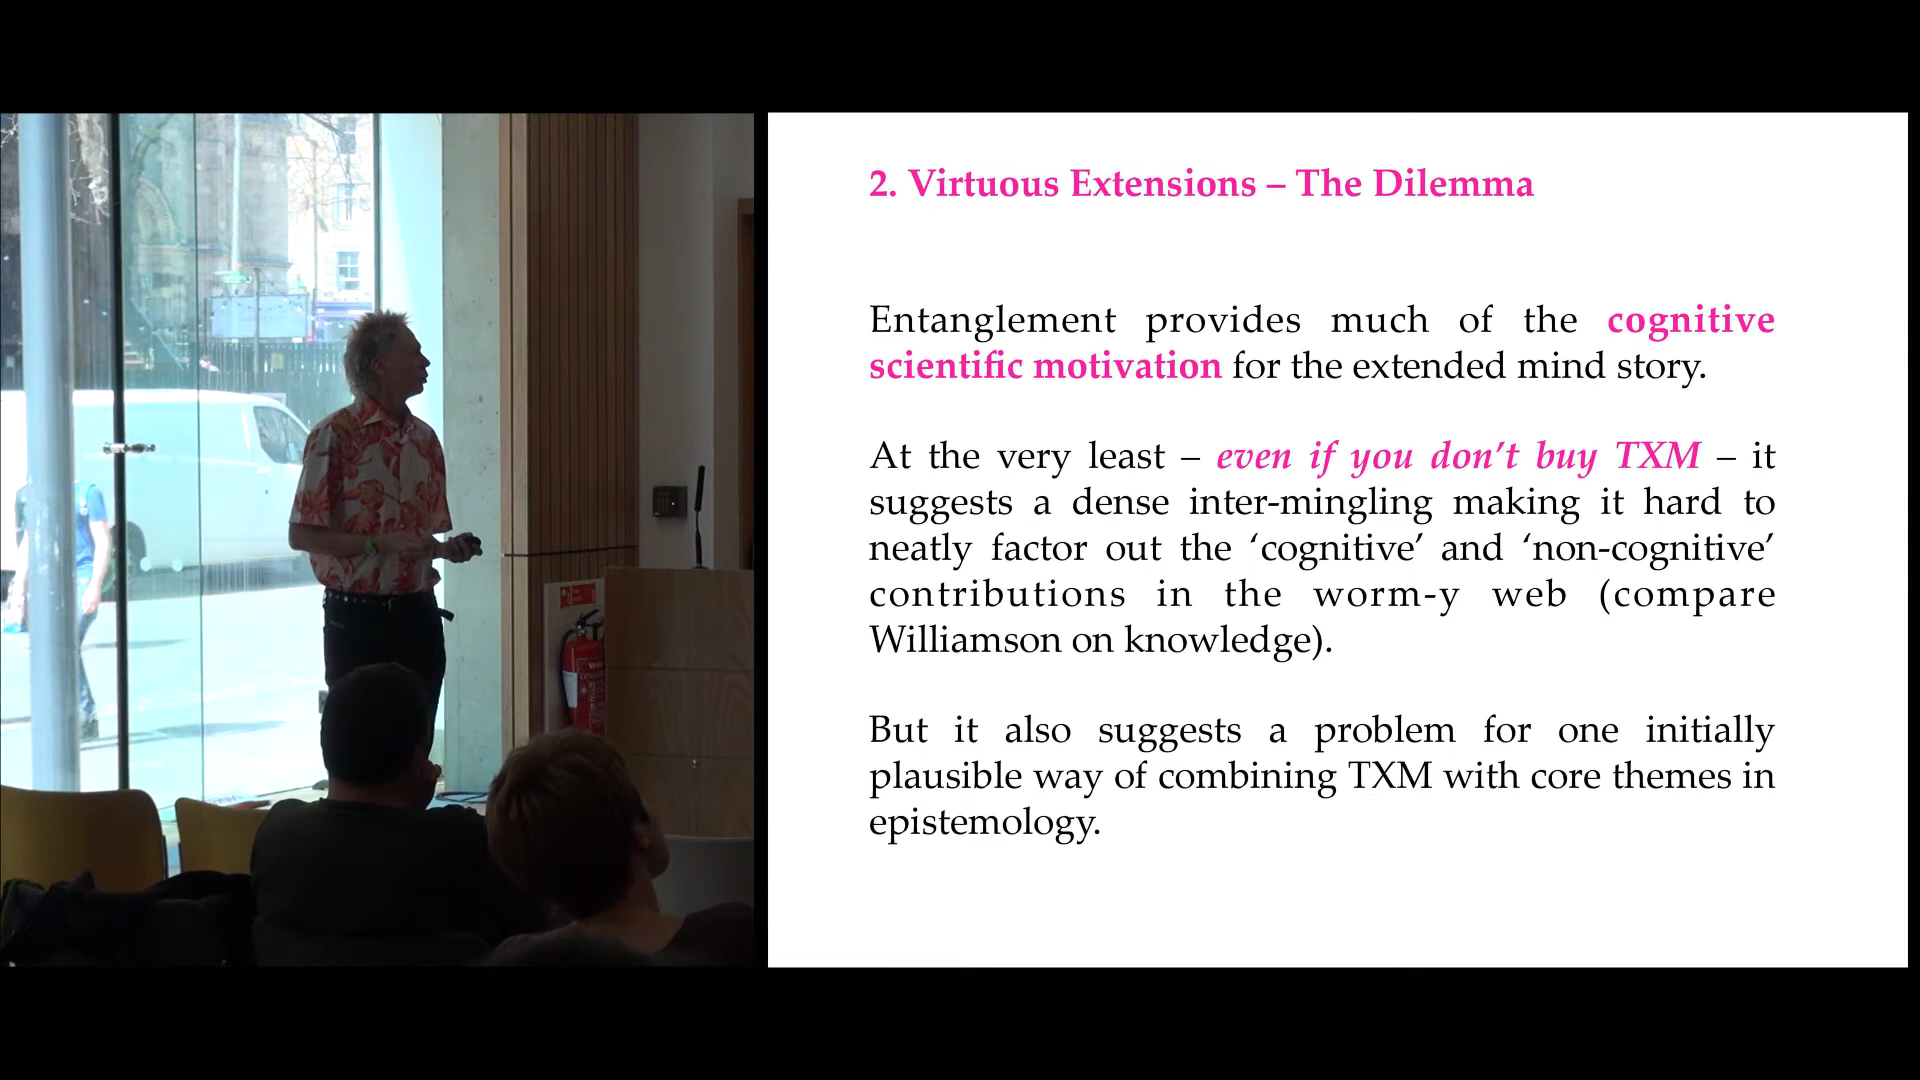 2. Virtuous Extensions – The Dilemma
Entanglement provides much of the cognitive
scientific motivation for the extended mind story.
At the very least – even if you don’t buy TXM – it
suggests a dense inter-mingling making it hard to
neatly factor out the ‘cognitive’ and ‘non-cognitive’
contributions in the worm-y web (compare
Williamson on knowledge).
But it also suggests a problem for one initially
plausible way of combining TXM with core themes in
epistemology.